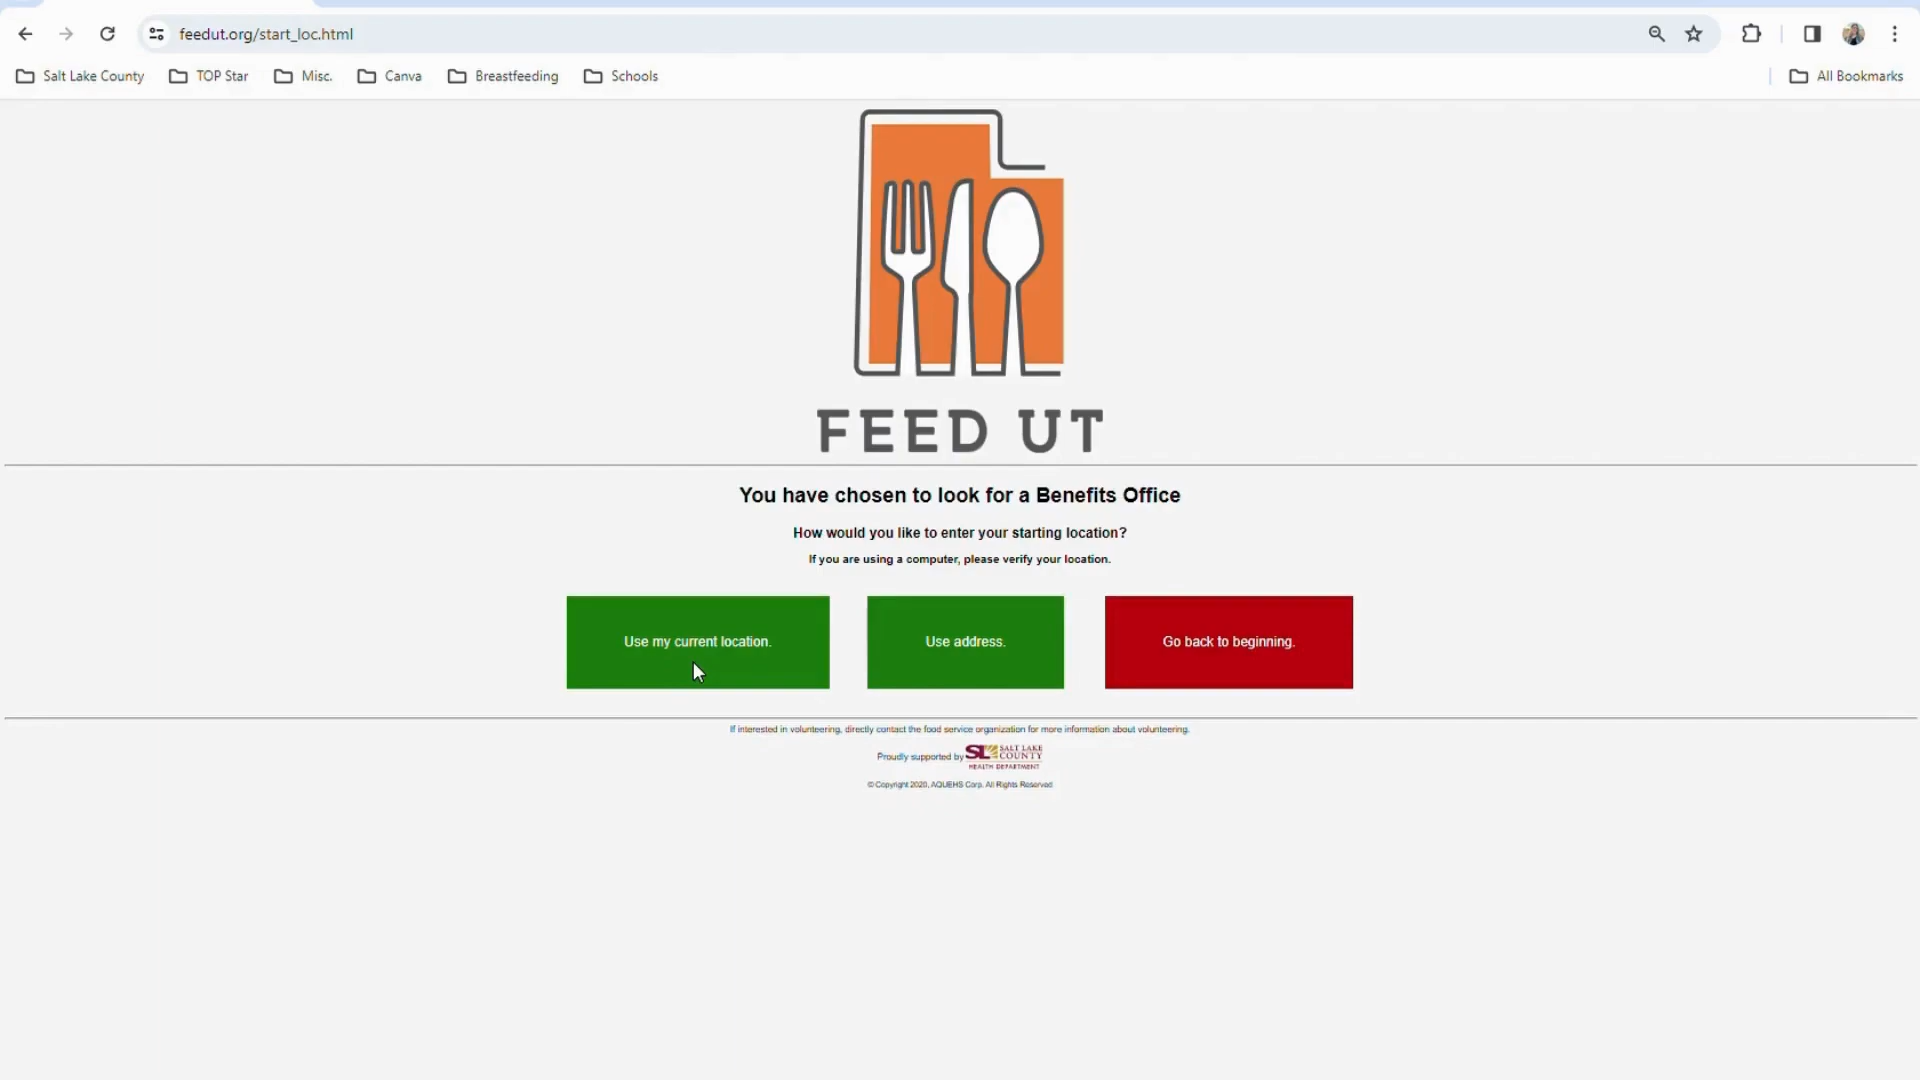 feedut.org/start_loc.html
Salt Lake County TOP Star Misc. Canva Breastfeeding Schools All Bookmarks
FEED UT
You have chosen to look for a Benefits Office
How would you like to enter your starting location?
If you are using a computer, please verify your location.
Use my current location. Use address. Go back to beginning.
If interested in volunteering, directly contact the food service organization for more information about volunteering.
Proudly supported by SL SALT LAKE COUNTY HEALTH DEPARTMENT
© Copyright 2020, AQUEHS Corp. All Rights Reserved